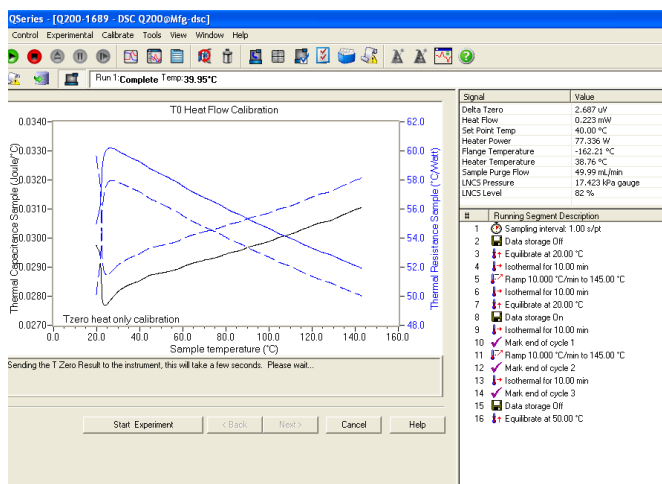 QSeries - [Q200-1689 - DSC Q200@Mfg-dsc]
Control Experimental Calibrate Tools View Window Help
Run 1:Complete Temp:39.95°C
T0 Heat Flow Calibration
Thermal Capacitance Sample (Joule/°C)
0.0340
0.0330
0.0320
0.0310
0.0300
0.0290
0.0280
0.0270
62.0
60.0
58.0
56.0
54.0
52.0
50.0
48.0
Thermal Resistance Sample (°C/Watt)
Tzero heat only calibration
0.0 20.0 40.0 60.0 80.0 100.0 120.0 140.0 160.0
Sample temperature (°C)
Sending the T Zero Result to the instrument, this will take a few seconds. Please wait...
Start Experiment < Back Next > Cancel Help
Signal Value
Delta Tzero 2.687 uV
Heat Flow 0.223 mW
Set Point Temp 40.00 °C
Heater Power 77.336 W
Flange Temperature -162.21 °C
Heater Temperature 38.76 °C
Sample Purge Flow 49.99 mL/min
LNCS Pressure 17.423 kPa gauge
LNCS Level 82 %
# Running Segment Description
1 Sampling interval: 1.00 s/pt
2 Data storage Off
3 Equilibrate at 20.00 °C
4 Isothermal for 10.00 min
5 Ramp 10.000 °C/min to 145.00 °C
6 Isothermal for 10.00 min
7 Equilibrate at 20.00 °C
8 Data storage On
9 Isothermal for 10.00 min
10 Mark end of cycle 1
11 Ramp 10.000 °C/min to 145.00 °C
12 Mark end of cycle 2
13 Isothermal for 10.00 min
14 Mark end of cycle 3
15 Data storage Off
16 Equilibrate at 50.00 °C